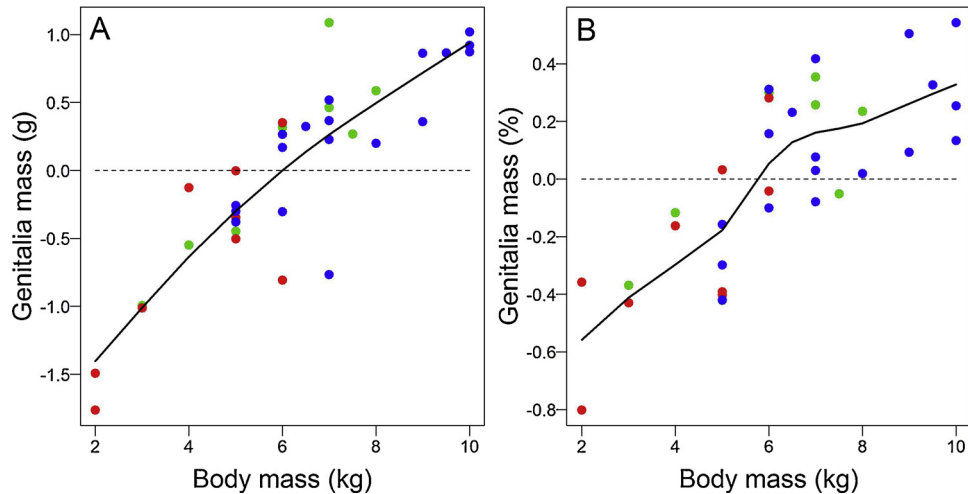 A
Genitalia mass (g)
1.0
0.5
0.0
-0.5
-1.0
-1.5
2 4 6 8 10
Body mass (kg)
B
Genitalia mass (%)
0.4
0.2
0.0
-0.2
-0.4
-0.6
-0.8
2 4 6 8 10
Body mass (kg)